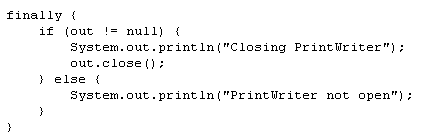 finally {
    if (out != null) {
        System.out.println("Closing PrintWriter");
        out.close();
    } else {
        System.out.println("PrintWriter not open");
    }
}